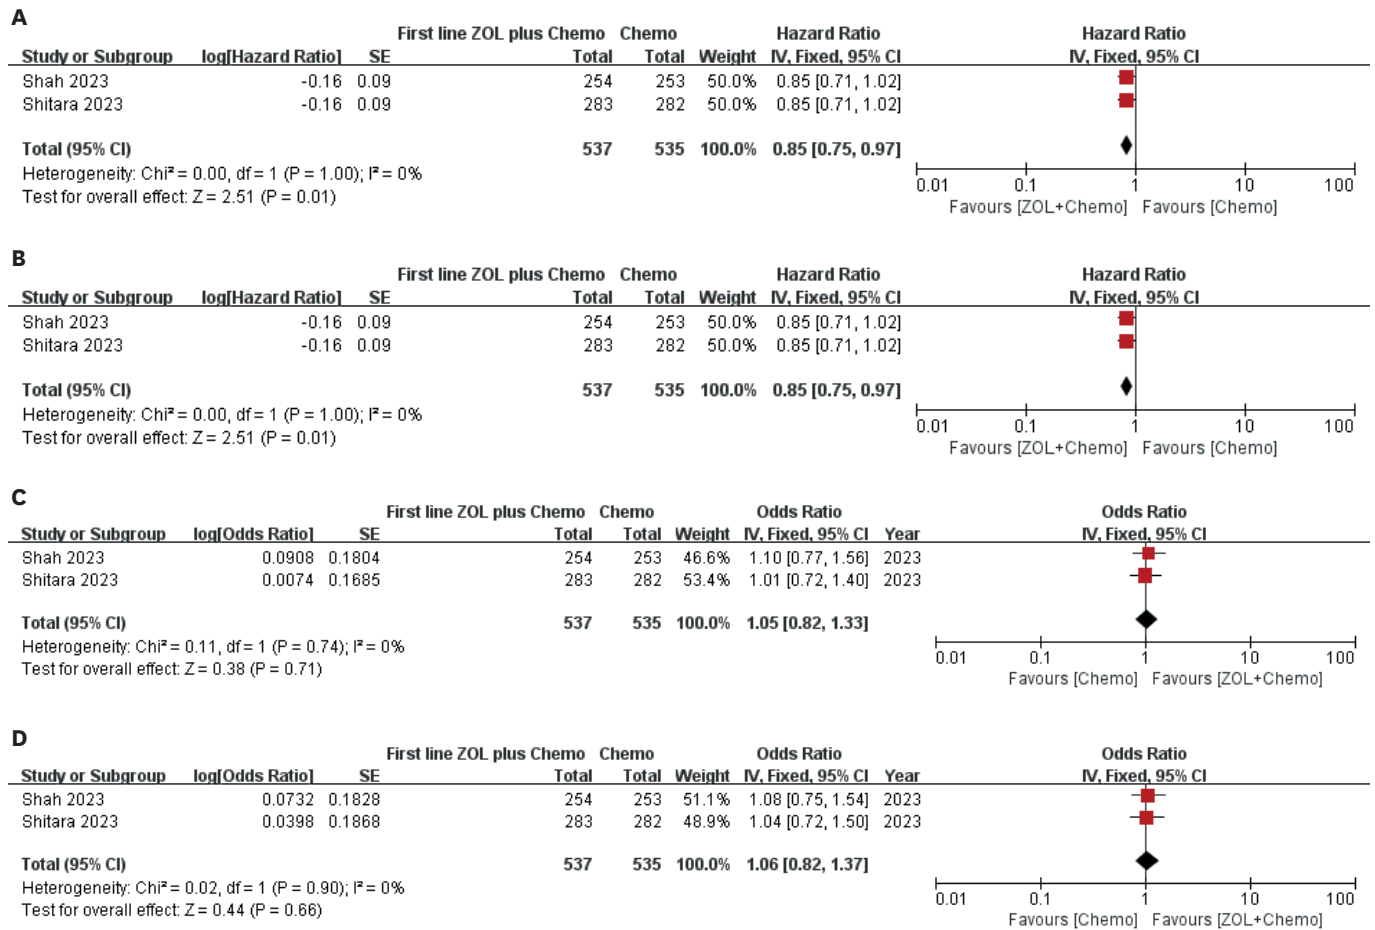 A
First line ZOL plus Chemo Chemo Hazard Ratio Hazard Ratio
Study or Subgroup log[Hazard Ratio] SE Total Total Weight IV, Fixed, 95% CI IV, Fixed, 95% CI
Shah 2023 -0.16 0.09 254 253 50.0% 0.85 [0.71, 1.02]
Shitara 2023 -0.16 0.09 283 282 50.0% 0.85 [0.71, 1.02]
Total (95% CI) 537 535 100.0% 0.85 [0.75, 0.97]
Heterogeneity: Chi² = 0.00, df = 1 (P = 1.00); I² = 0%
Test for overall effect: Z = 2.51 (P = 0.01)
0.01 0.1 1 10 100
Favours [ZOL+Chemo] Favours [Chemo]
B
First line ZOL plus Chemo Chemo Hazard Ratio Hazard Ratio
Study or Subgroup log[Hazard Ratio] SE Total Total Weight IV, Fixed, 95% CI IV, Fixed, 95% CI
Shah 2023 -0.16 0.09 254 253 50.0% 0.85 [0.71, 1.02]
Shitara 2023 -0.16 0.09 283 282 50.0% 0.85 [0.71, 1.02]
Total (95% CI) 537 535 100.0% 0.85 [0.75, 0.97]
Heterogeneity: Chi² = 0.00, df = 1 (P = 1.00); I² = 0%
Test for overall effect: Z = 2.51 (P = 0.01)
0.01 0.1 1 10 100
Favours [ZOL+Chemo] Favours [Chemo]
C
First line ZOL plus Chemo Chemo Odds Ratio Odds Ratio
Study or Subgroup log[Odds Ratio] SE Total Total Weight IV, Fixed, 95% CI Year IV, Fixed, 95% CI
Shah 2023 0.0908 0.1804 254 253 46.6% 1.10 [0.77, 1.56] 2023
Shitara 2023 0.0074 0.1685 283 282 53.4% 1.01 [0.72, 1.40] 2023
Total (95% CI) 537 535 100.0% 1.05 [0.82, 1.33]
Heterogeneity: Chi² = 0.11, df = 1 (P = 0.74); I² = 0%
Test for overall effect: Z = 0.38 (P = 0.71)
0.01 0.1 1 10 100
Favours [Chemo] Favours [ZOL+Chemo]
D
First line ZOL plus Chemo Chemo Odds Ratio Odds Ratio
Study or Subgroup log[Odds Ratio] SE Total Total Weight IV, Fixed, 95% CI Year IV, Fixed, 95% CI
Shah 2023 0.0732 0.1828 254 253 51.1% 1.08 [0.75, 1.54] 2023
Shitara 2023 0.0398 0.1868 283 282 48.9% 1.04 [0.72, 1.50] 2023
Total (95% CI) 537 535 100.0% 1.06 [0.82, 1.37]
Heterogeneity: Chi² = 0.02, df = 1 (P = 0.90); I² = 0%
Test for overall effect: Z = 0.44 (P = 0.66)
0.01 0.1 1 10 100
Favours [Chemo] Favours [ZOL+Chemo]